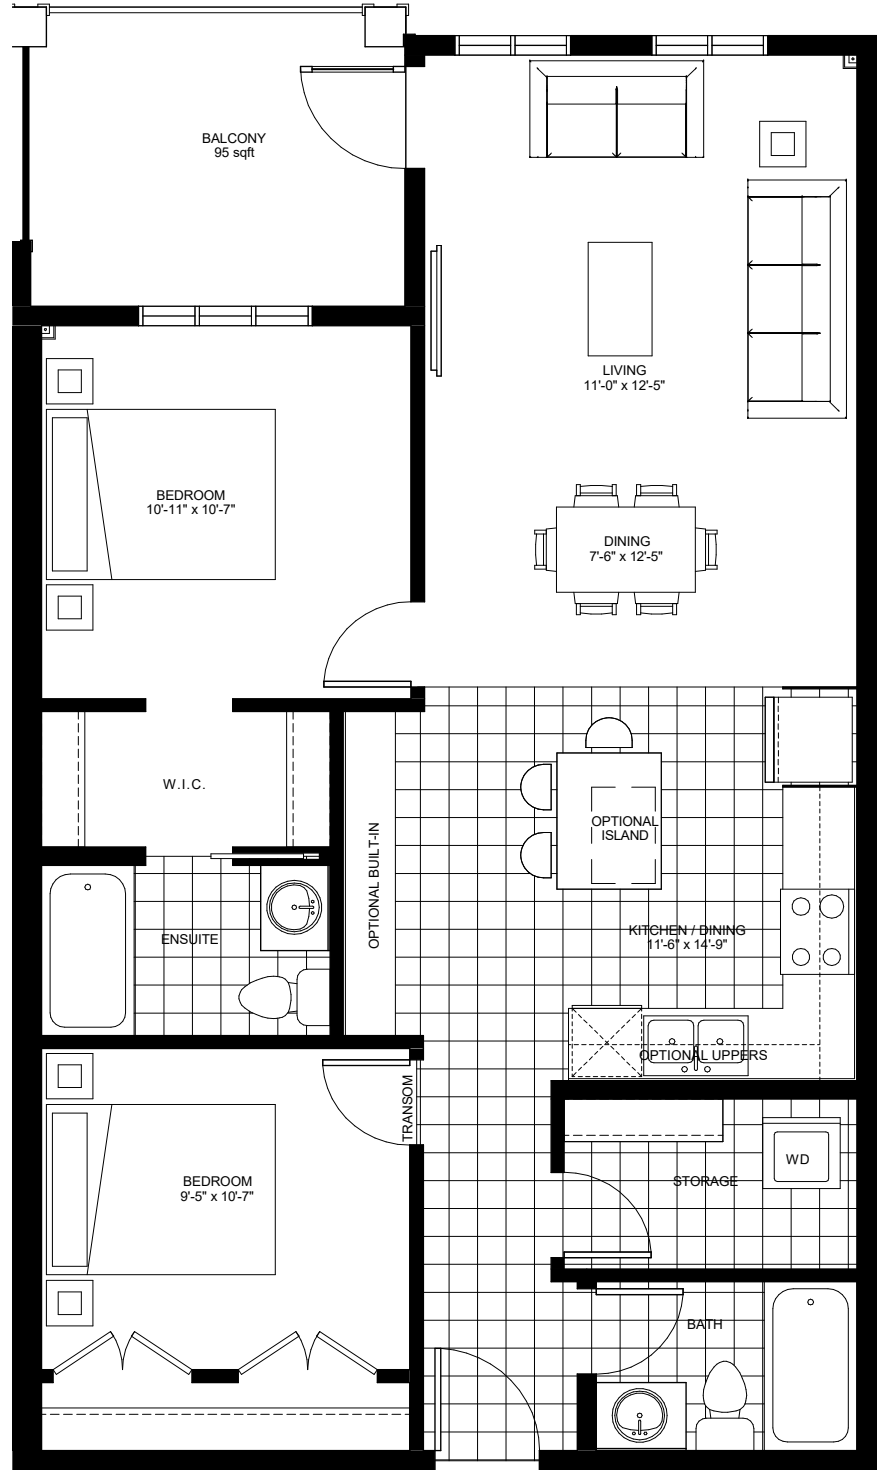 BALCONY
95 sqft
LIVING
11'-0" x 12'-5"
BEDROOM
10'-11" x 10'-7"
DINING
7'-6" x 12'-5"
W.I.C.
OPTIONAL
ISLAND
OPTIONAL BUILT-IN
ENSUITE
KITCHEN / DINING
11'-6" x 14'-9"
OPTIONAL UPPERS
TRANSOM
BEDROOM
9'-5" x 10'-7"
STORAGE
WD
BATH